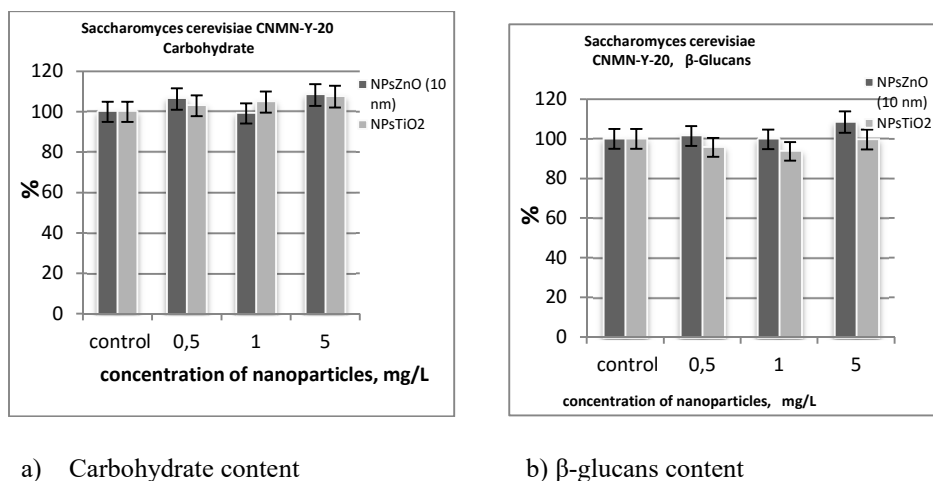 Saccharomyces cerevisiae CNMN-Y-20
Carbohydrate
120
100
80
60
40
20
0
%
control 0,5 1 5
concentration of nanoparticles, mg/L
NPsZnO (10
nm)
NPsTiO2
a) Carbohydrate content
Saccharomyces cerevisiae
CNMN-Y-20, β-Glucans
120
100
80
60
40
20
0
%
control 0,5 1 5
concentration of nanoparticles, mg/L
NPsZnO
(10 nm)
NPsTiO2
b) β-glucans content